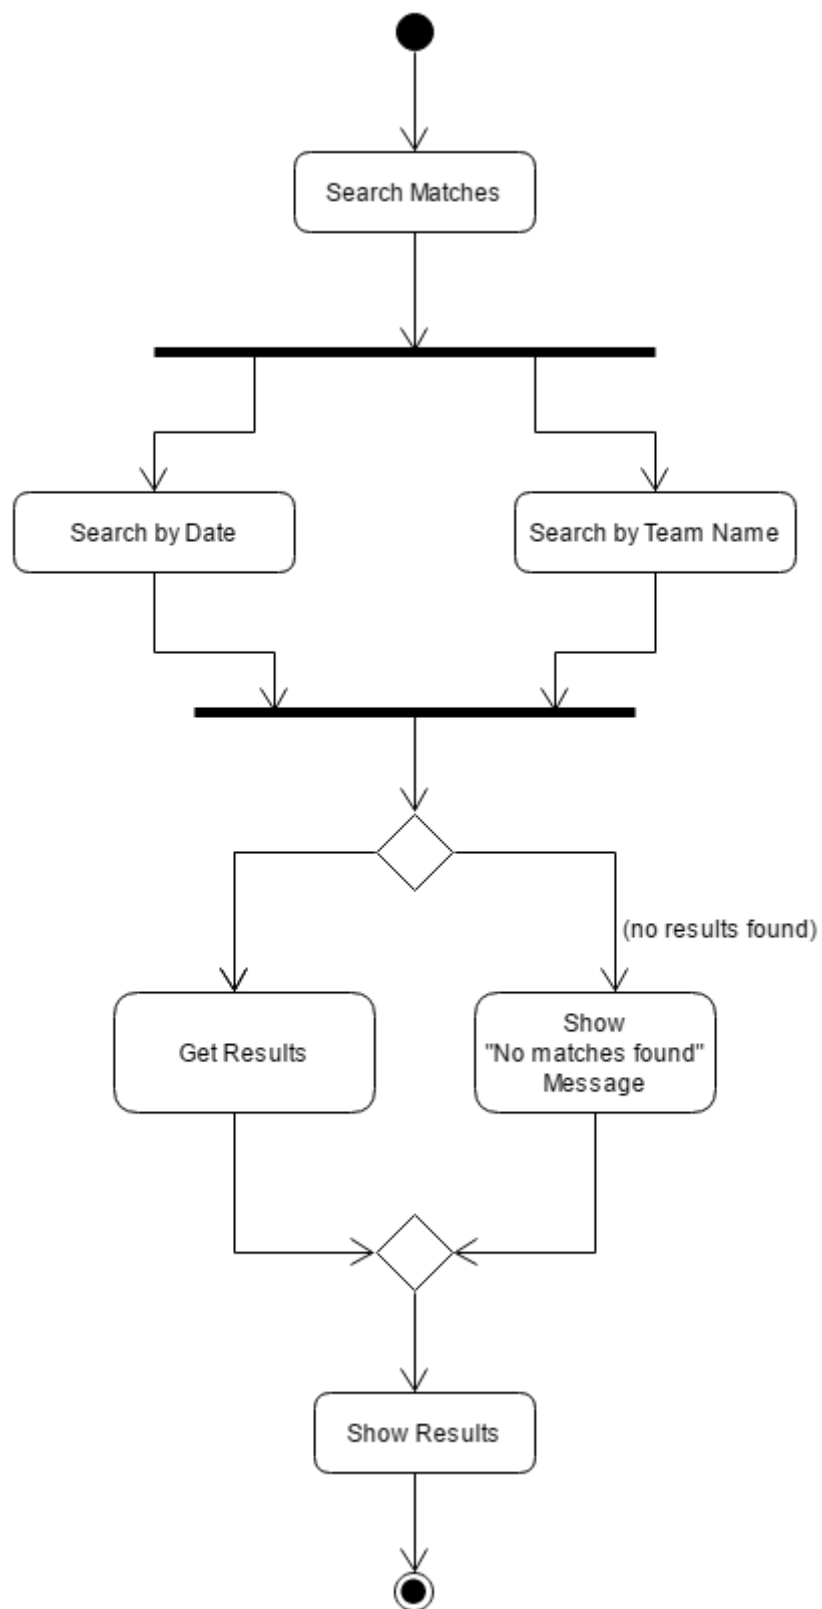 Search Matches
Search by Date
Search by Team Name
(no results found)
Get Results
Show
"No matches found"
Message
Show Results